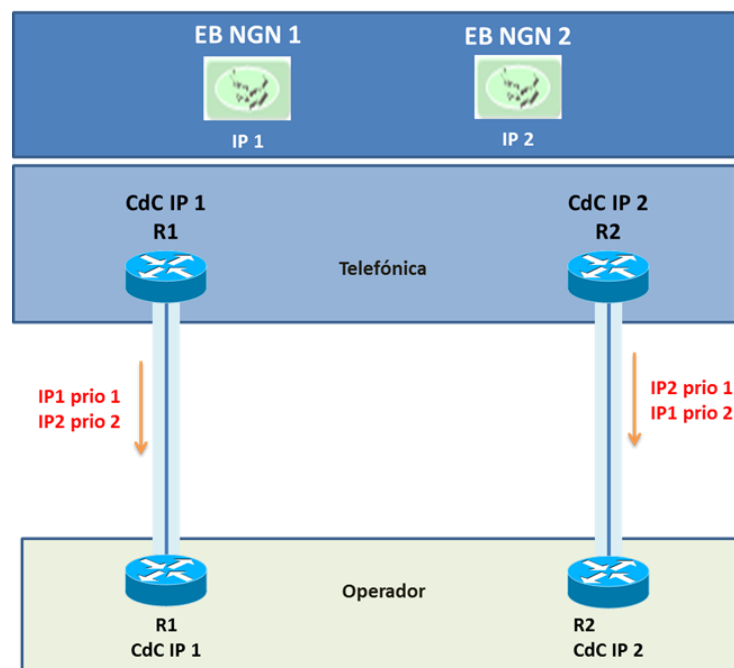 EB NGN 1
EB NGN 2
IP 1
IP 2
CdC IP 1
R1
CdC IP 2
R2
Telefónica
IP1 prio 1
IP2 prio 2
IP2 prio 1
IP1 prio 2
Operador
R1
CdC IP 1
R2
CdC IP 2